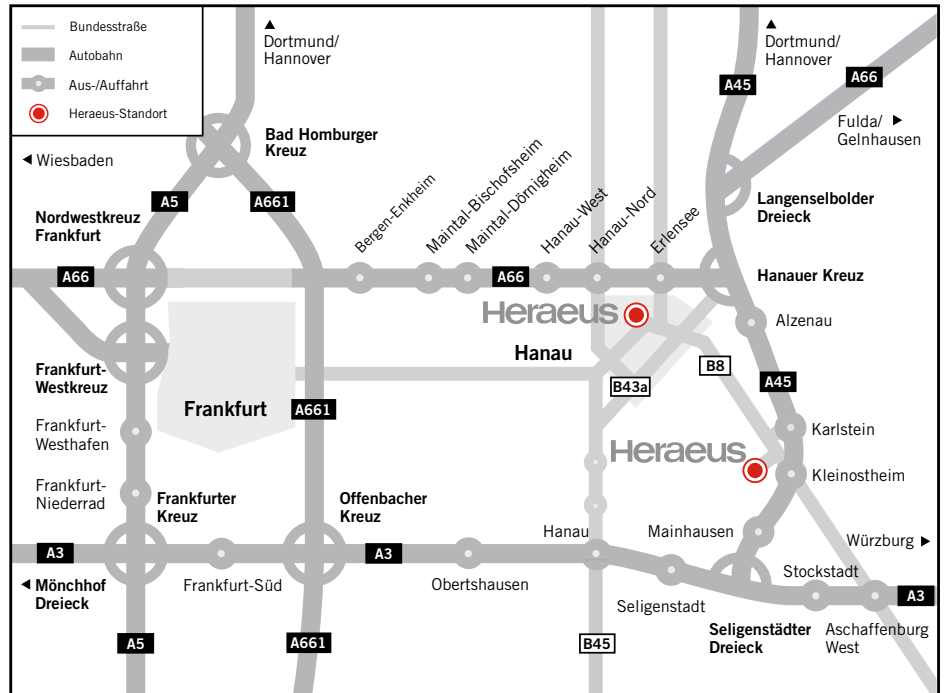 Bundesstraße
Autobahn
Aus-/Auffahrt
Heraeus-Standort
Dortmund/
Hannover
Dortmund/
Hannover
A45
A66
Fulda/
Gelnhausen
Bad Homburger
Kreuz
Wiesbaden
A5
A661
Nordwestkreuz
Frankfurt
Bergen-Enkheim
Maintal-Bischofsheim
Maintal-Dörnigheim
Hanau-West
Hanau-Nord
Erlensee
Langenselbolder
Dreieck
A66
A66
Hanauer Kreuz
Heraeus
Hanau
Alzenau
Frankfurt-
Westkreuz
B8
B43a
A45
Frankfurt
A661
Frankfurt-
Westhafen
Karlstein
Heraeus
Kleinostheim
Frankfurt-
Niederrad
Frankfurter
Kreuz
Offenbacher
Kreuz
Hanau
Mainhausen
Würzburg
A3
A3
Mönchhof
Dreieck
Frankfurt-Süd
Obertshausen
Stockstadt
Seligenstadt
A3
A5
A661
B45
Seligenstädter
Dreieck
Aschaffenburg
West